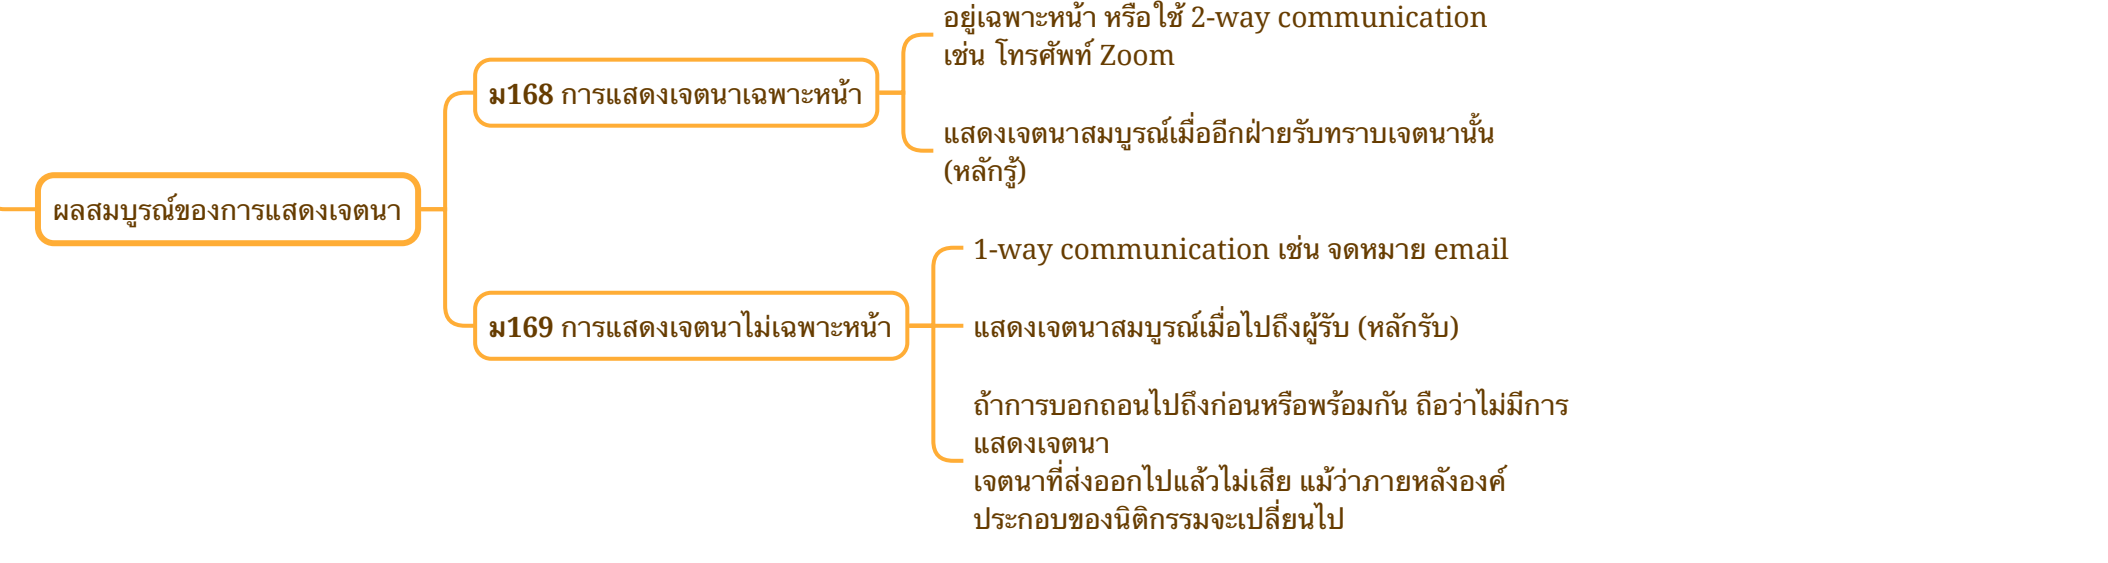 อยู่เฉพาะหน้า หรือใช้ 2-way communication
เช่น โทรศัพท์ Zoom
ม168 การแสดงเจตนาเฉพาะหน้า
แสดงเจตนาสมบูรณ์เมื่ออีกฝ่ายรับทราบเจตนานั้น
(หลักรู้)
ผลสมบูรณ์ของการแสดงเจตนา
1-way communication เช่น จดหมาย email
ม169 การแสดงเจตนาไม่เฉพาะหน้า
แสดงเจตนาสมบูรณ์เมื่อไปถึงผู้รับ (หลักรับ)
ถ้าการบอกถอนไปถึงก่อนหรือพร้อมกัน ถือว่าไม่มีการ
แสดงเจตนา
เจตนาที่ส่งออกไปแล้วไม่เสีย แม้ว่าภายหลังองค์
ประกอบของนิติกรรมจะเปลี่ยนไป